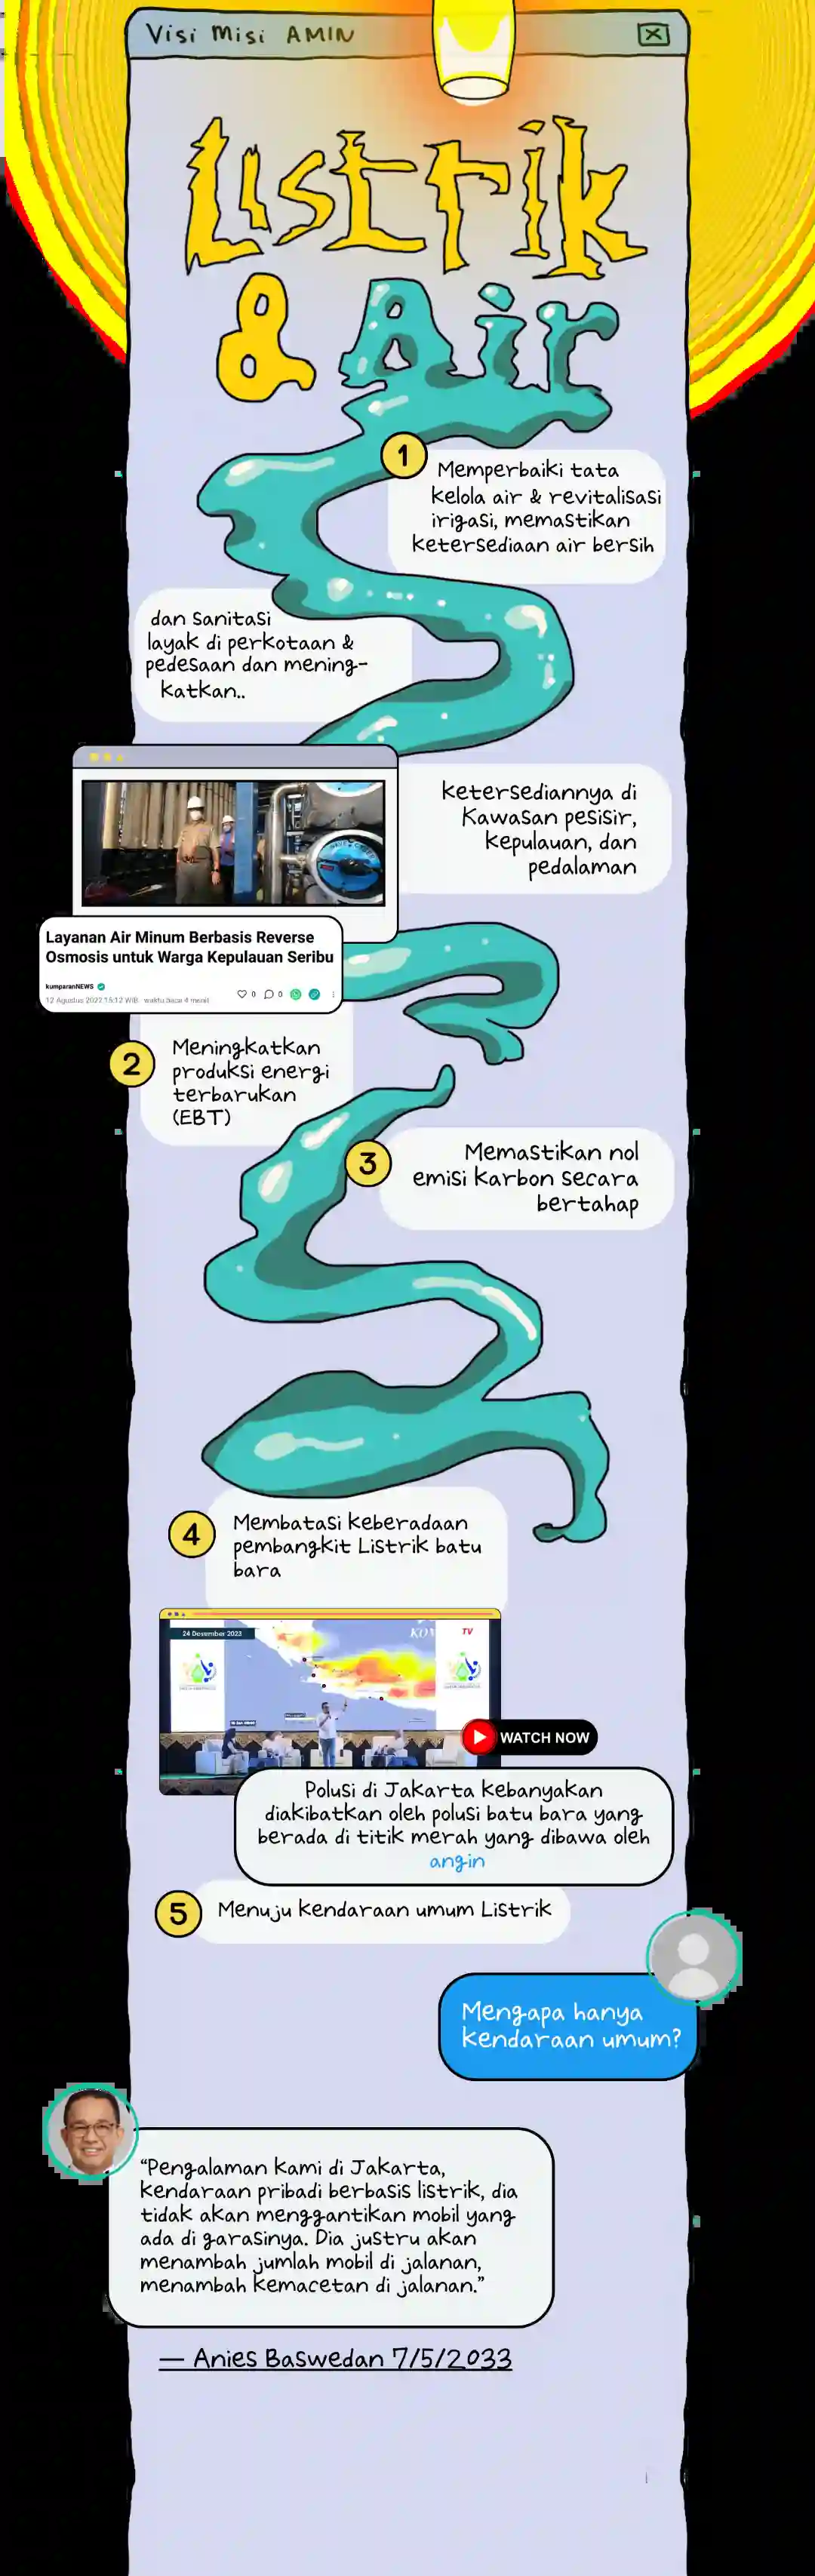 Visi Misi AMIN
Listrik
& Air
1
Memperbaiki tata
kelola air & revitalisasi
irigasi, memastikan
ketersediaan air bersih
dan sanitasi
layak di perkotaan &
pedesaan dan mening-
katkan..
ketersediannya di
Kawasan pesisir,
kepulauan, dan
pedalaman
Layanan Air Minum Berbasis Reverse
Osmosis untuk Warga Kepulauan Seribu
kumparanNEWS
0 0
12 Agustus 2022 15:12 WIB · waktu baca 4 menit
2
Meningkatkan
produksi energi
terbarukan
(EBT)
3
Memastikan nol
emisi karbon secara
bertahap
4
Membatasi keberadaan
pembangkit Listrik batu
bara
24 Desember 2023
TV
WATCH NOW
Polusi di Jakarta kebanyakan
diakibatkan oleh polusi batu bara yang
berada di titik merah yang dibawa oleh
angin
5
Menuju kendaraan umum Listrik
Mengapa hanya
kendaraan umum?
“Pengalaman kami di Jakarta,
kendaraan pribadi berbasis listrik, dia
tidak akan menggantikan mobil yang
ada di garasinya. Dia justru akan
menambah jumlah mobil di jalanan,
menambah kemacetan di jalanan.”
— Anies Baswedan 7/5/2033